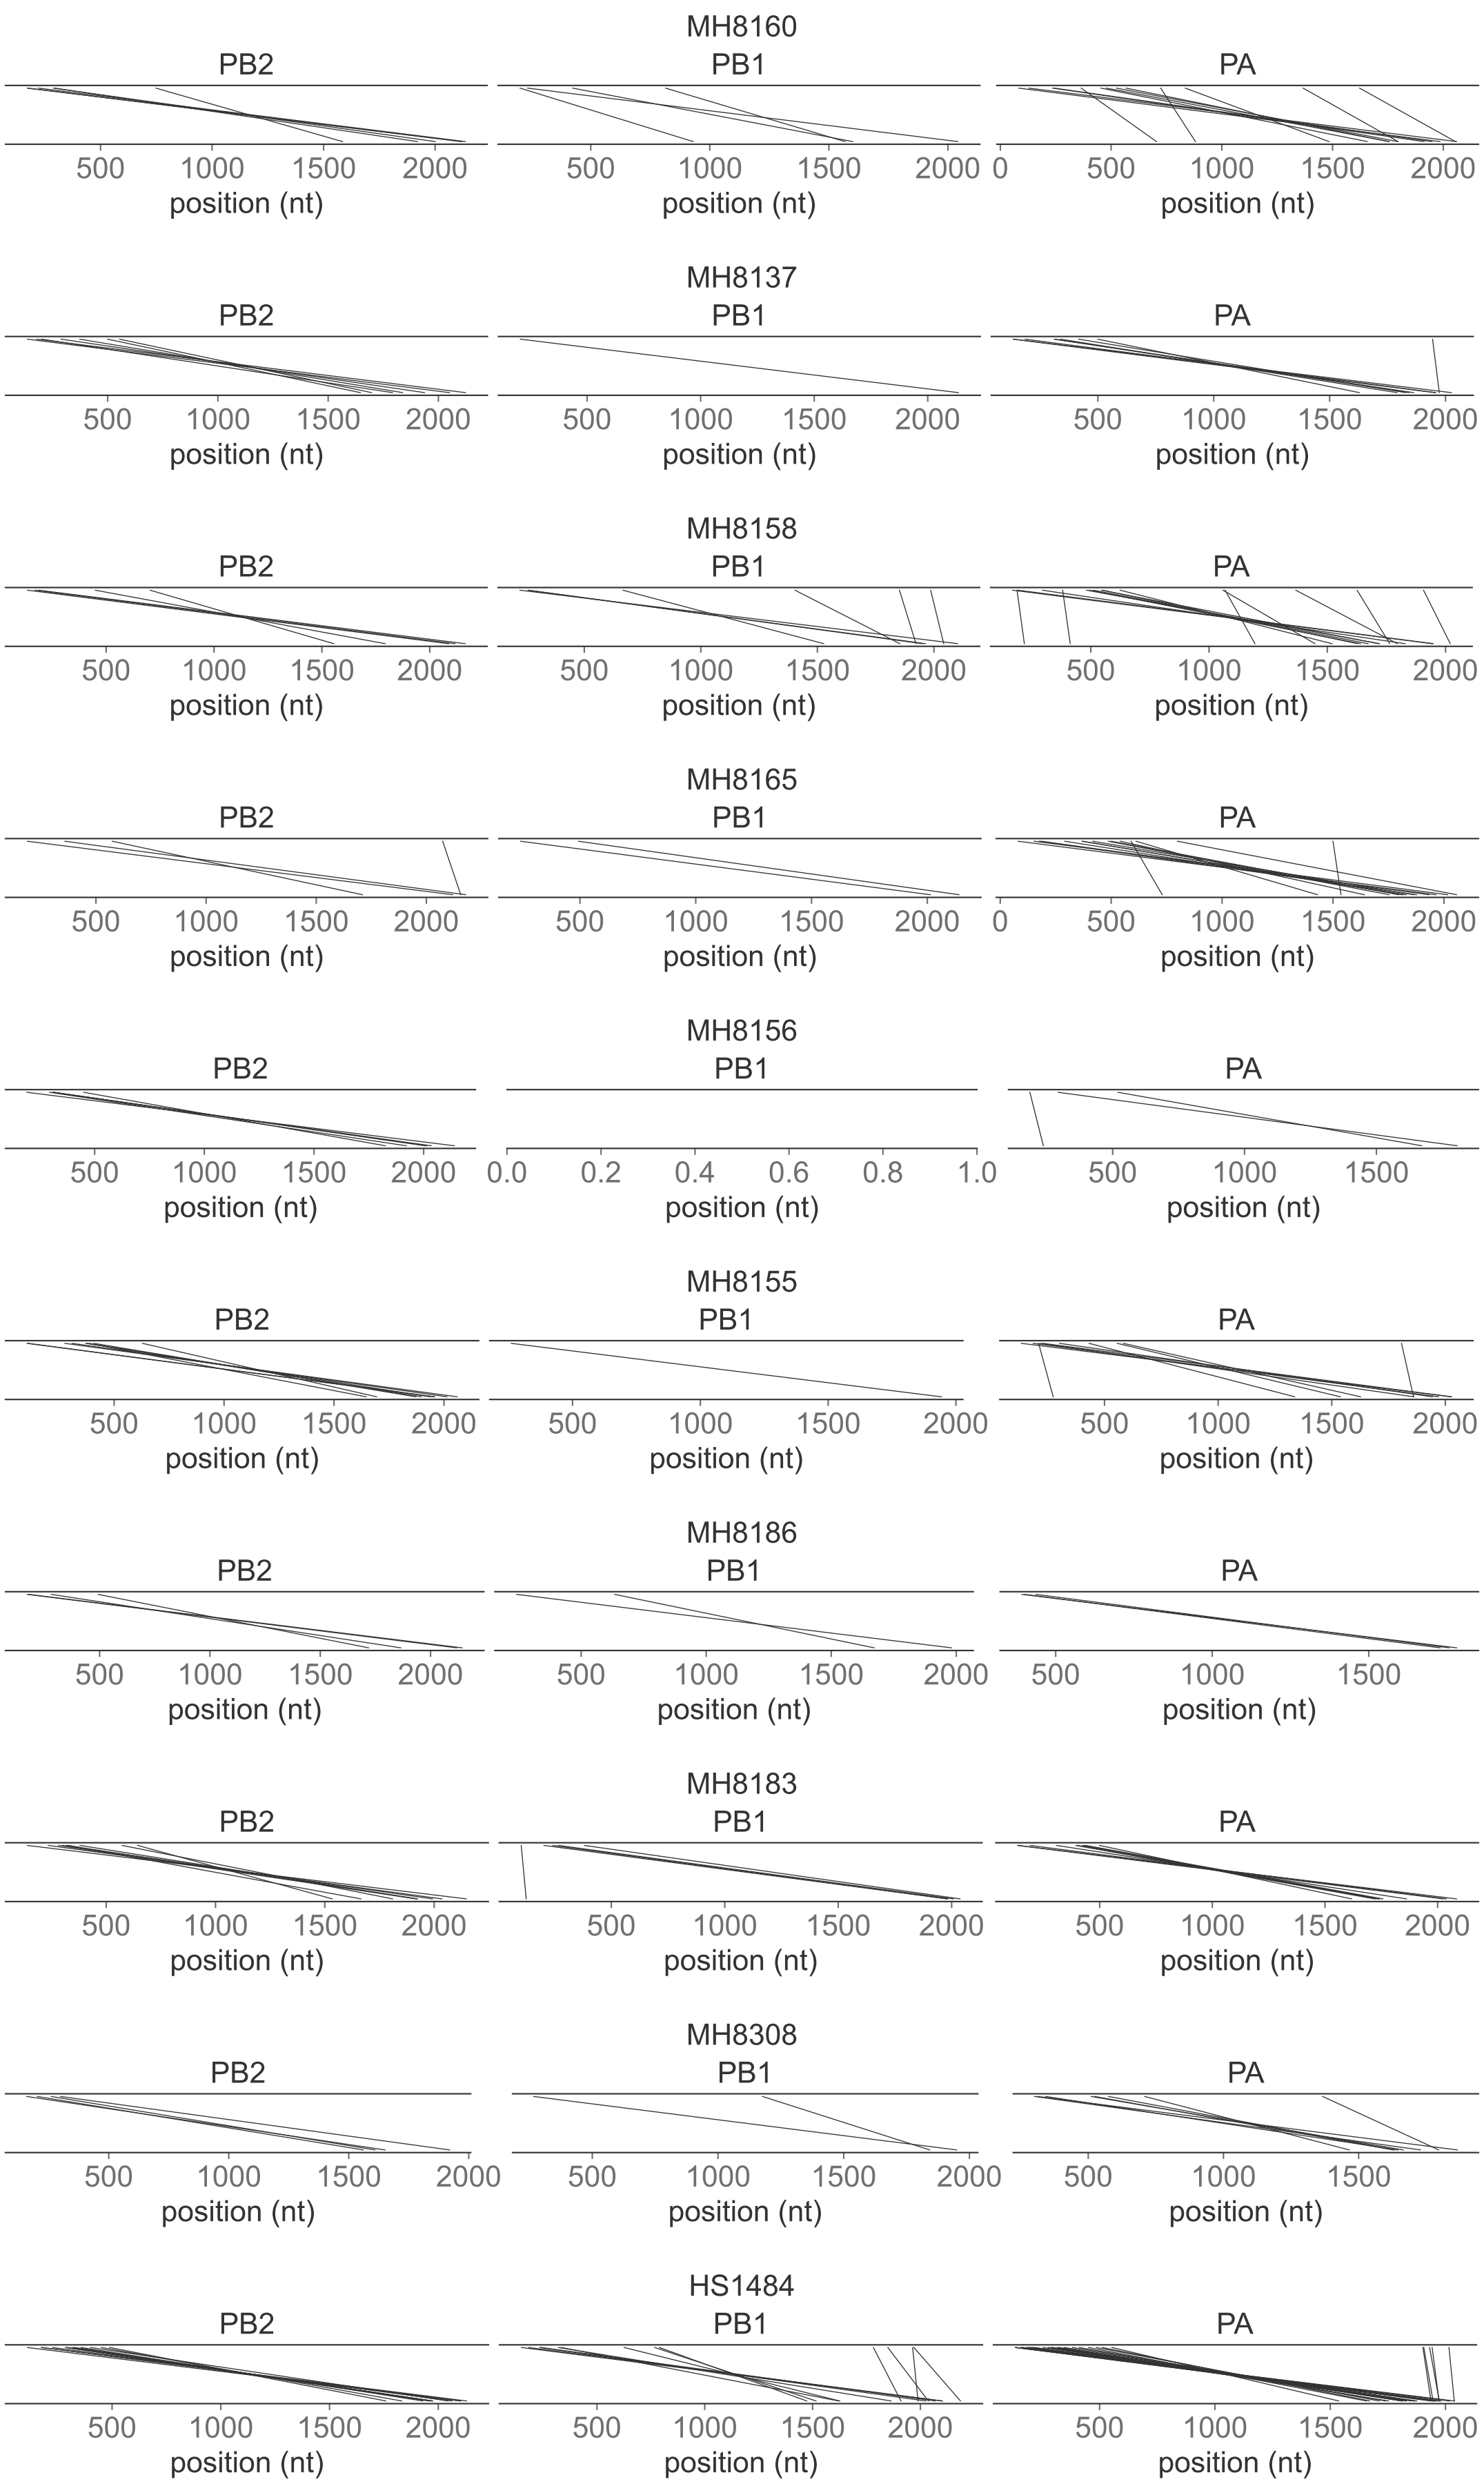 MH8160
PB2 PB1 PA
500 1000 1500 2000 500 1000 1500 2000 0 500 1000 1500 2000
position (nt) position (nt) position (nt)
MH8137
PB2 PB1 PA
500 1000 1500 2000 500 1000 1500 2000 500 1000 1500 2000
position (nt) position (nt) position (nt)
MH8158
PB2 PB1 PA
500 1000 1500 2000 500 1000 1500 2000 500 1000 1500 2000
position (nt) position (nt) position (nt)
MH8165
PB2 PB1 PA
500 1000 1500 2000 500 1000 1500 2000 0 500 1000 1500 2000
position (nt) position (nt) position (nt)
MH8156
PB2 PB1 PA
500 1000 1500 2000 0.0 0.2 0.4 0.6 0.8 1.0 500 1000 1500
position (nt) position (nt) position (nt)
MH8155
PB2 PB1 PA
500 1000 1500 2000 500 1000 1500 2000 500 1000 1500 2000
position (nt) position (nt) position (nt)
MH8186
PB2 PB1 PA
500 1000 1500 2000 500 1000 1500 2000 500 1000 1500
position (nt) position (nt) position (nt)
MH8183
PB2 PB1 PA
500 1000 1500 2000 500 1000 1500 2000 500 1000 1500 2000
position (nt) position (nt) position (nt)
MH8308
PB2 PB1 PA
500 1000 1500 2000 500 1000 1500 2000 500 1000 1500
position (nt) position (nt) position (nt)
HS1484
PB2 PB1 PA
500 1000 1500 2000 500 1000 1500 2000 500 1000 1500 2000
position (nt) position (nt) position (nt)